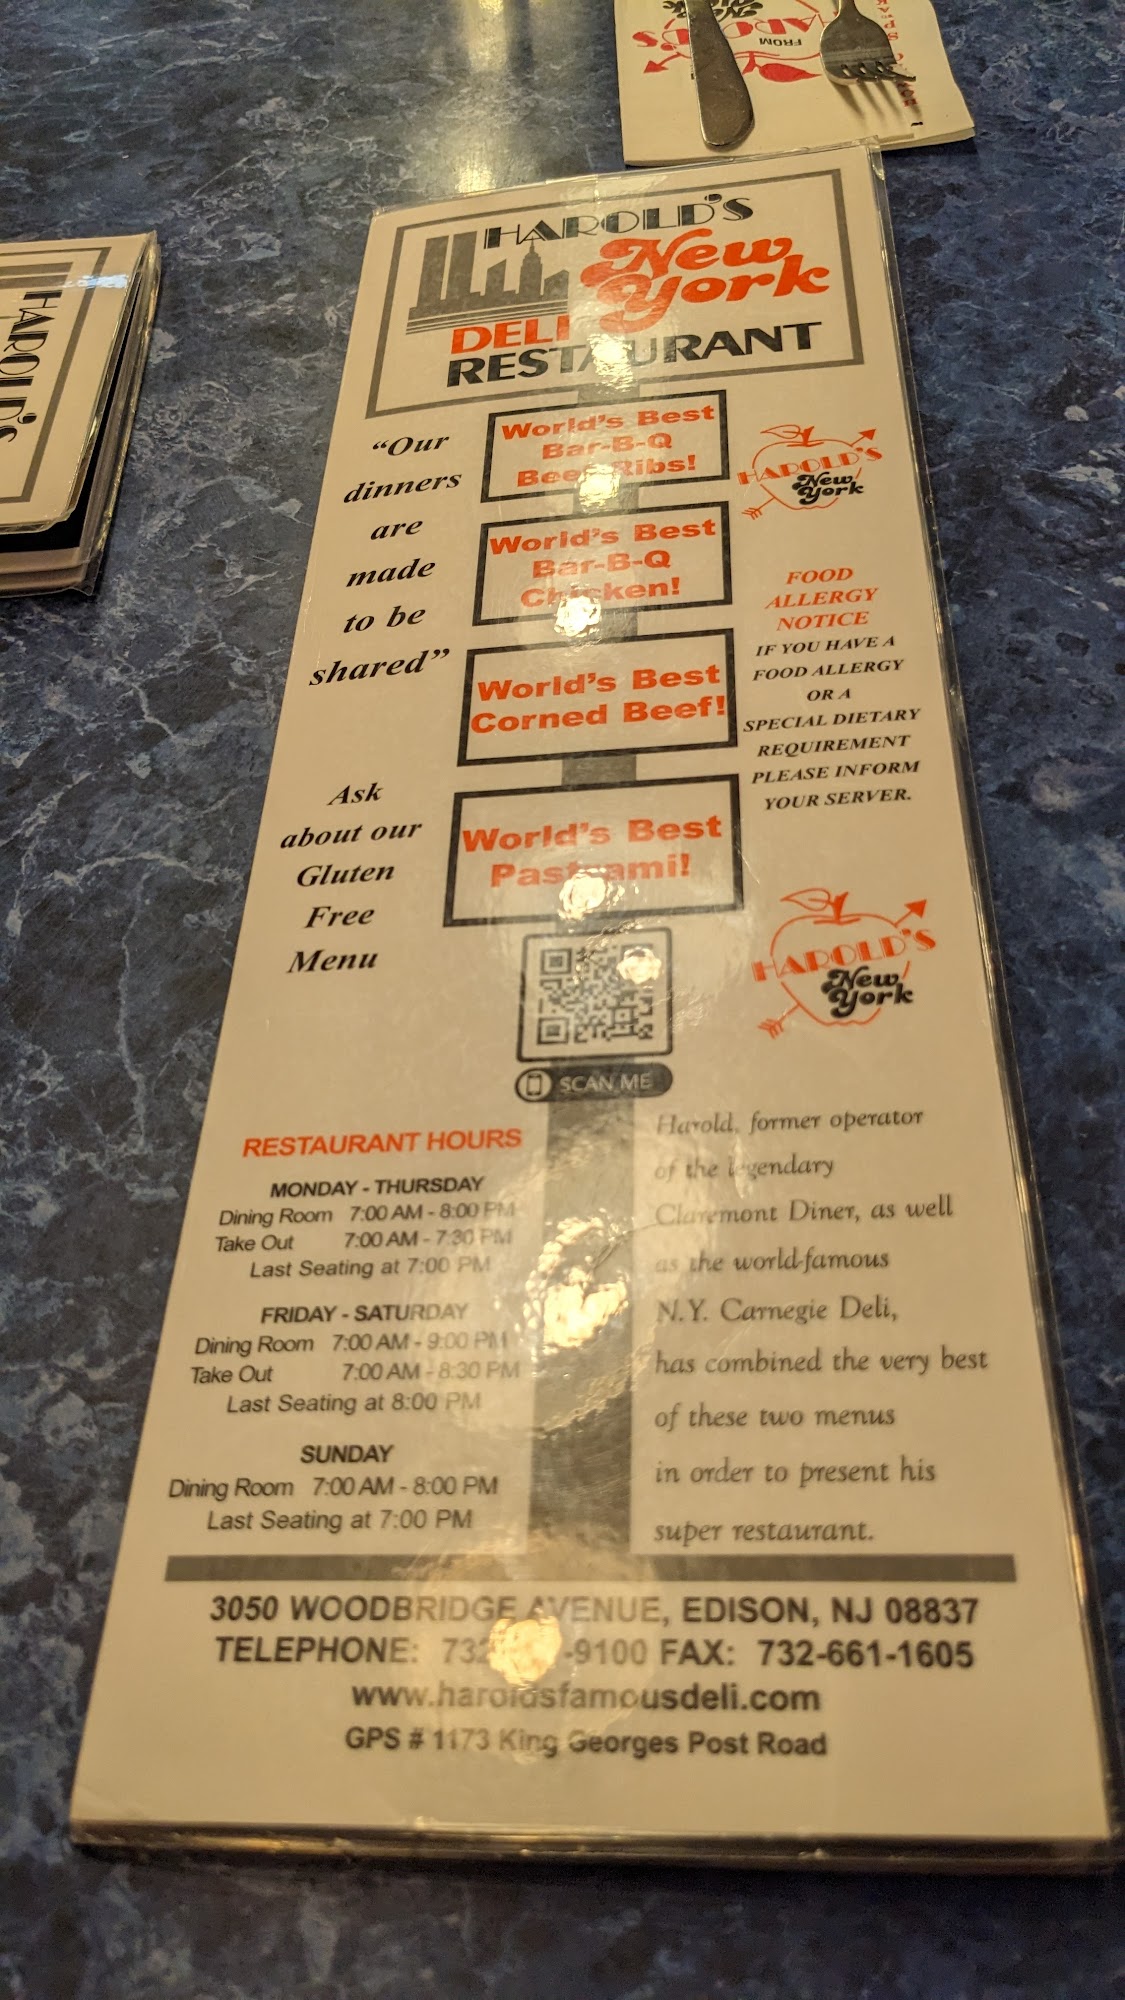 FROM
HAROLD'S
HAROLD'S
New
York
DELI
RESTAURANT
"Our
dinners
are
made
to be
shared"
World's Best
Bar-B-Q
Beef Ribs!
World's Best
Bar-B-Q
Chicken!
World's Best
Corned Beef!
World's Best
Pastrami!
HAROLD'S
New
York
FOOD
ALLERGY
NOTICE
IF YOU HAVE A
FOOD ALLERGY
OR A
SPECIAL DIETARY
REQUIREMENT
PLEASE INFORM
YOUR SERVER.
Ask
about our
Gluten
Free
Menu
HAROLD'S
New
York
SCAN ME
RESTAURANT HOURS
MONDAY - THURSDAY
Dining Room 7:00 AM - 8:00 PM
Take Out 7:00 AM - 7:30 PM
Last Seating at 7:00 PM
FRIDAY - SATURDAY
Dining Room 7:00 AM - 9:00 PM
Take Out 7:00 AM - 8:30 PM
Last Seating at 8:00 PM
SUNDAY
Dining Room 7:00 AM - 8:00 PM
Last Seating at 7:00 PM
Harold, former operator
of the legendary
Claremont Diner, as well
as the world-famous
N.Y. Carnegie Deli,
has combined the very best
of these two menus
in order to present his
super restaurant.
3050 WOODBRIDGE AVENUE, EDISON, NJ 08837
TELEPHONE: -9100 FAX: 732-661-1605
www.haroldsfamousdeli.com
GPS # 1173 King Georges Post Road
HAROLD'S